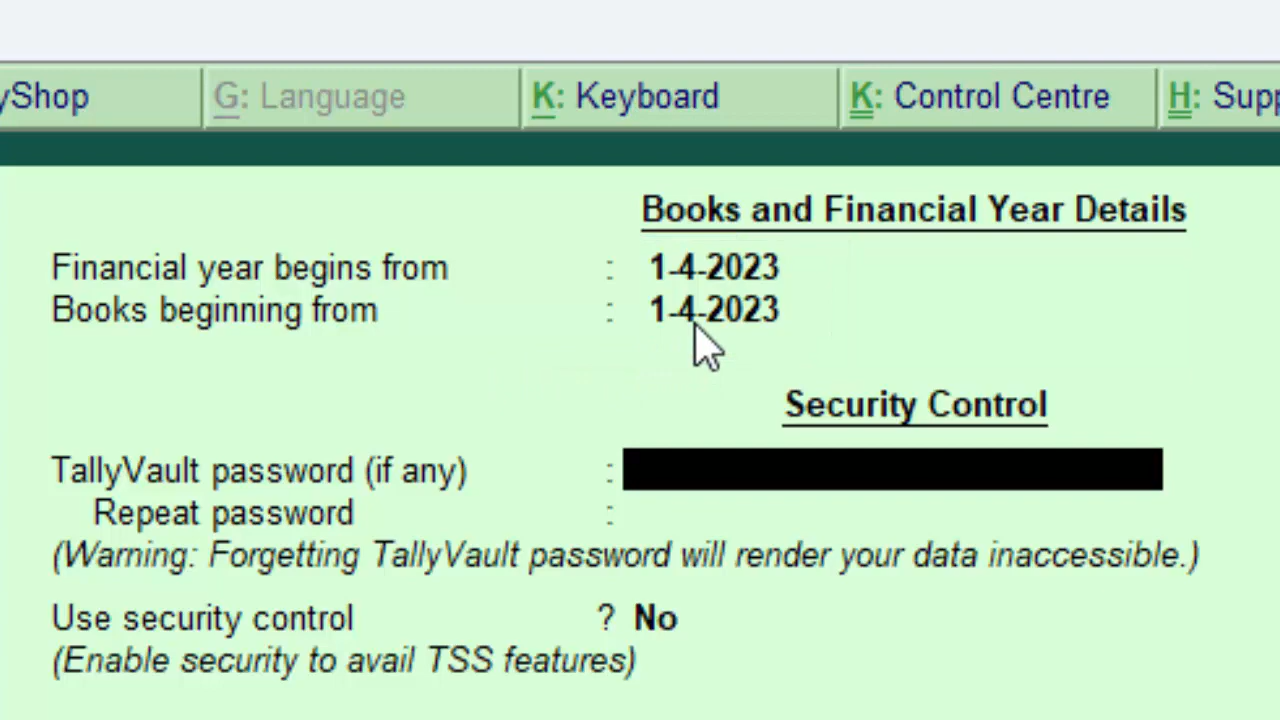 yShop G: Language K: Keyboard K: Control Centre H: Supp
Books and Financial Year Details
Financial year begins from : 1-4-2023
Books beginning from : 1-4-2023
Security Control
TallyVault password (if any) :
Repeat password :
(Warning: Forgetting TallyVault password will render your data inaccessible.)
Use security control ? No
(Enable security to avail TSS features)